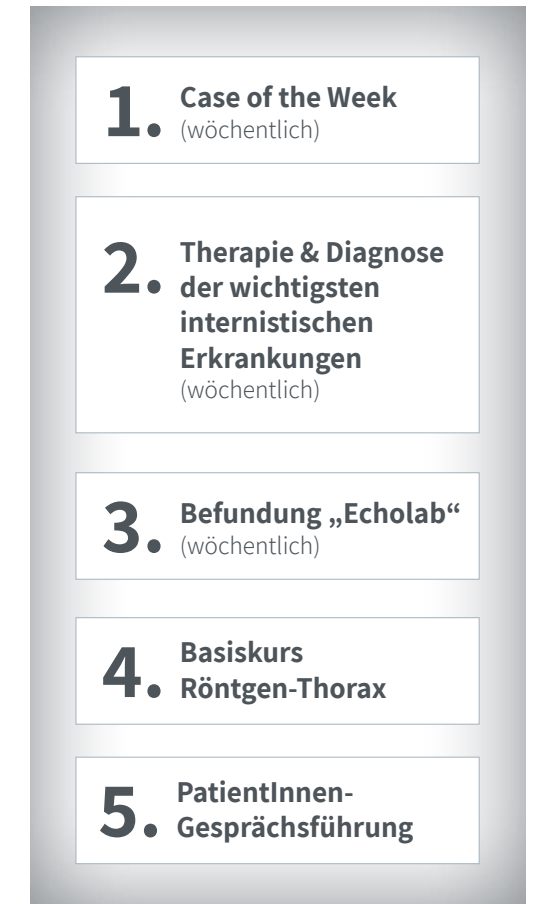 1. Case of the Week
(wöchentlich)
2. Therapie & Diagnose
der wichtigsten
internistischen
Erkrankungen
(wöchentlich)
3. Befundung „Echolab“
(wöchentlich)
4. Basiskurs
Röntgen-Thorax
5. PatientInnen-
Gesprächsführung